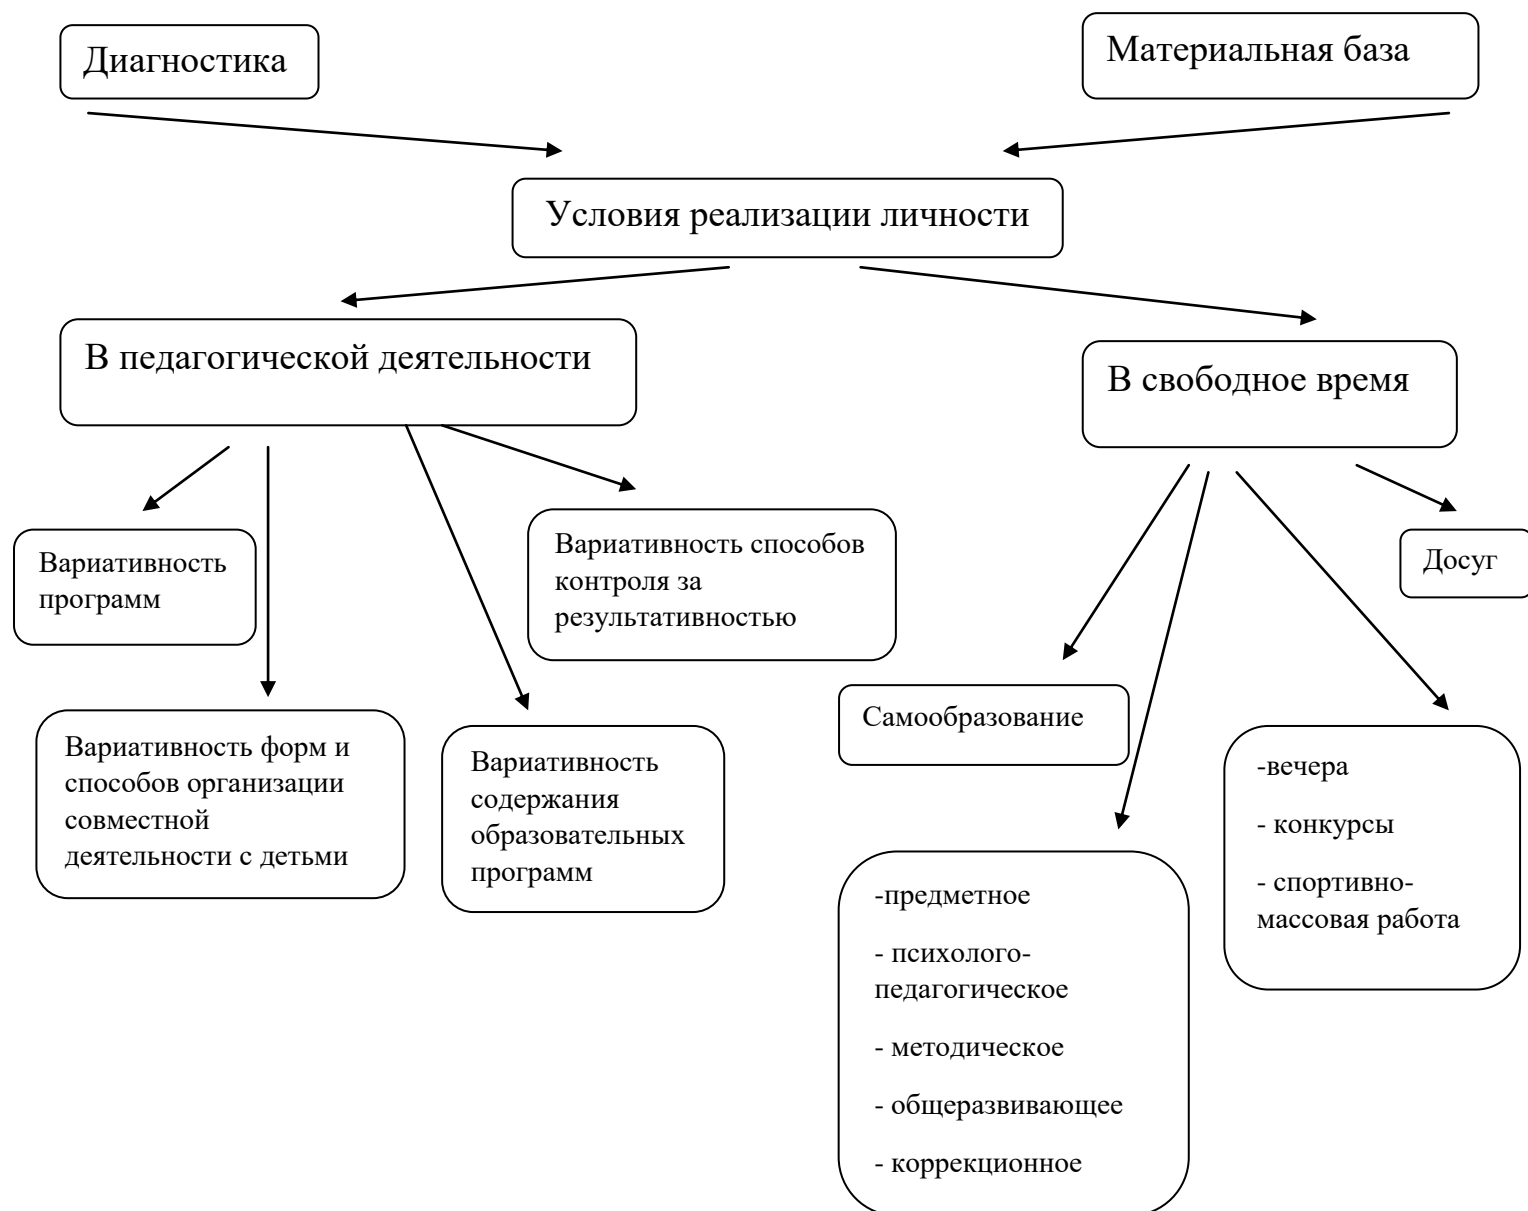 Диагностика
Материальная база
Условия реализации личности
В педагогической деятельности
В свободное время
Вариативность
программ
Вариативность способов
контроля за
результативностью
Досуг
Вариативность форм и
способов организации
совместной
деятельности с детьми
Вариативность
содержания
образовательных
программ
Самообразование
-вечера
- конкурсы
- спортивно-
массовая работа
-предметное
- психолого-
педагогическое
- методическое
- общеразвивающее
- коррекционное